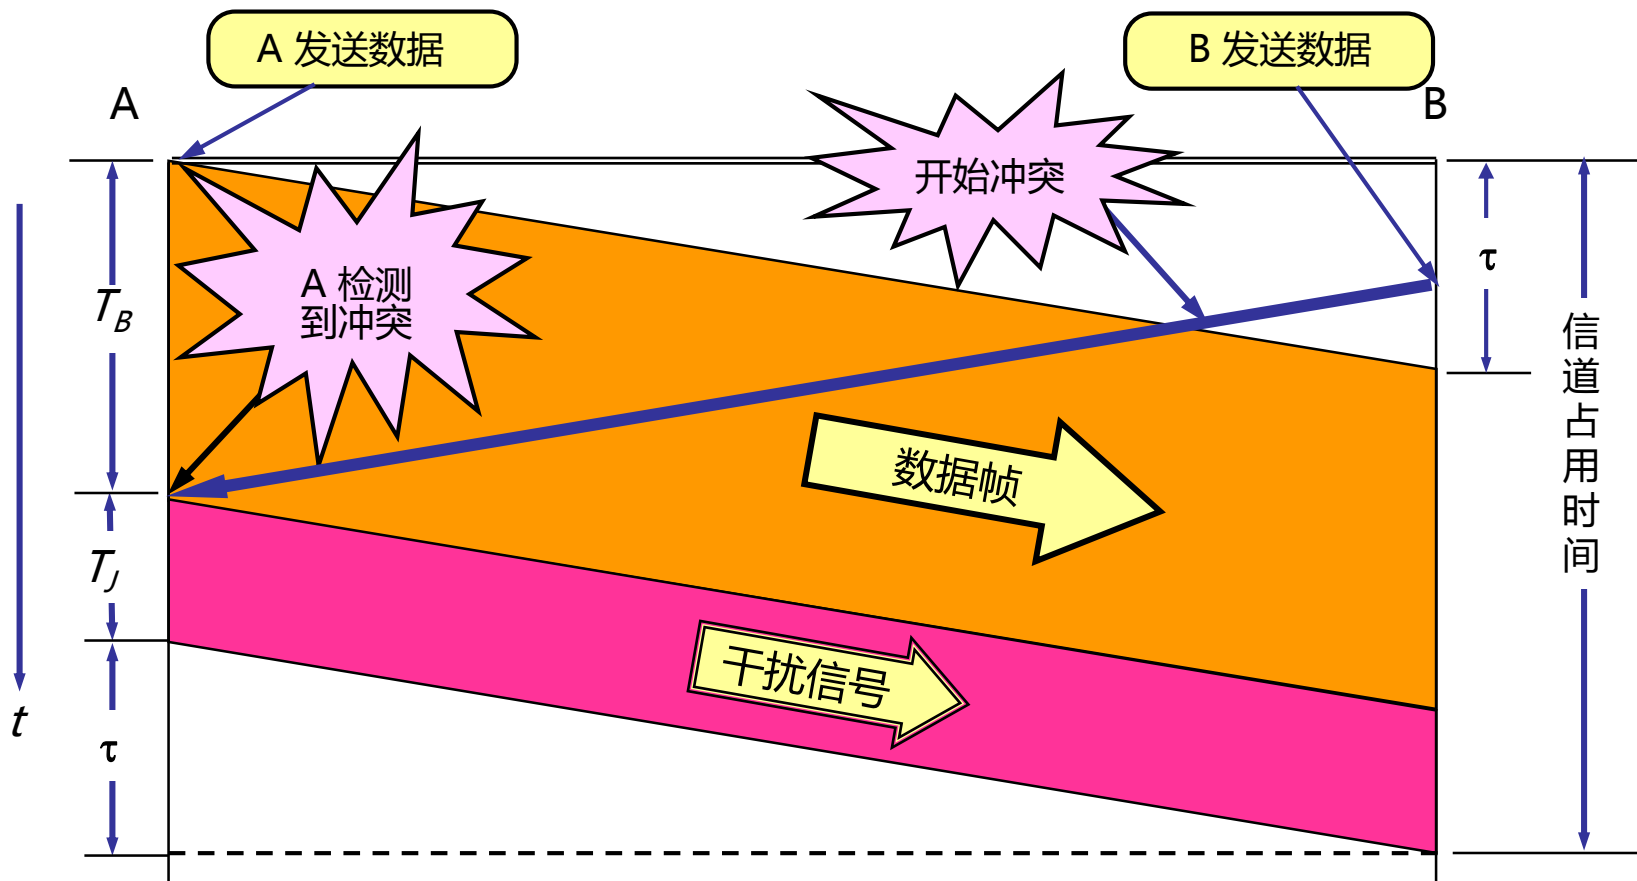 A 发送数据
B 发送数据
A
B
开始冲突
A 检测
到冲突
T_B
τ
信道占用时间
数据帧
T_J
干扰信号
t
τ